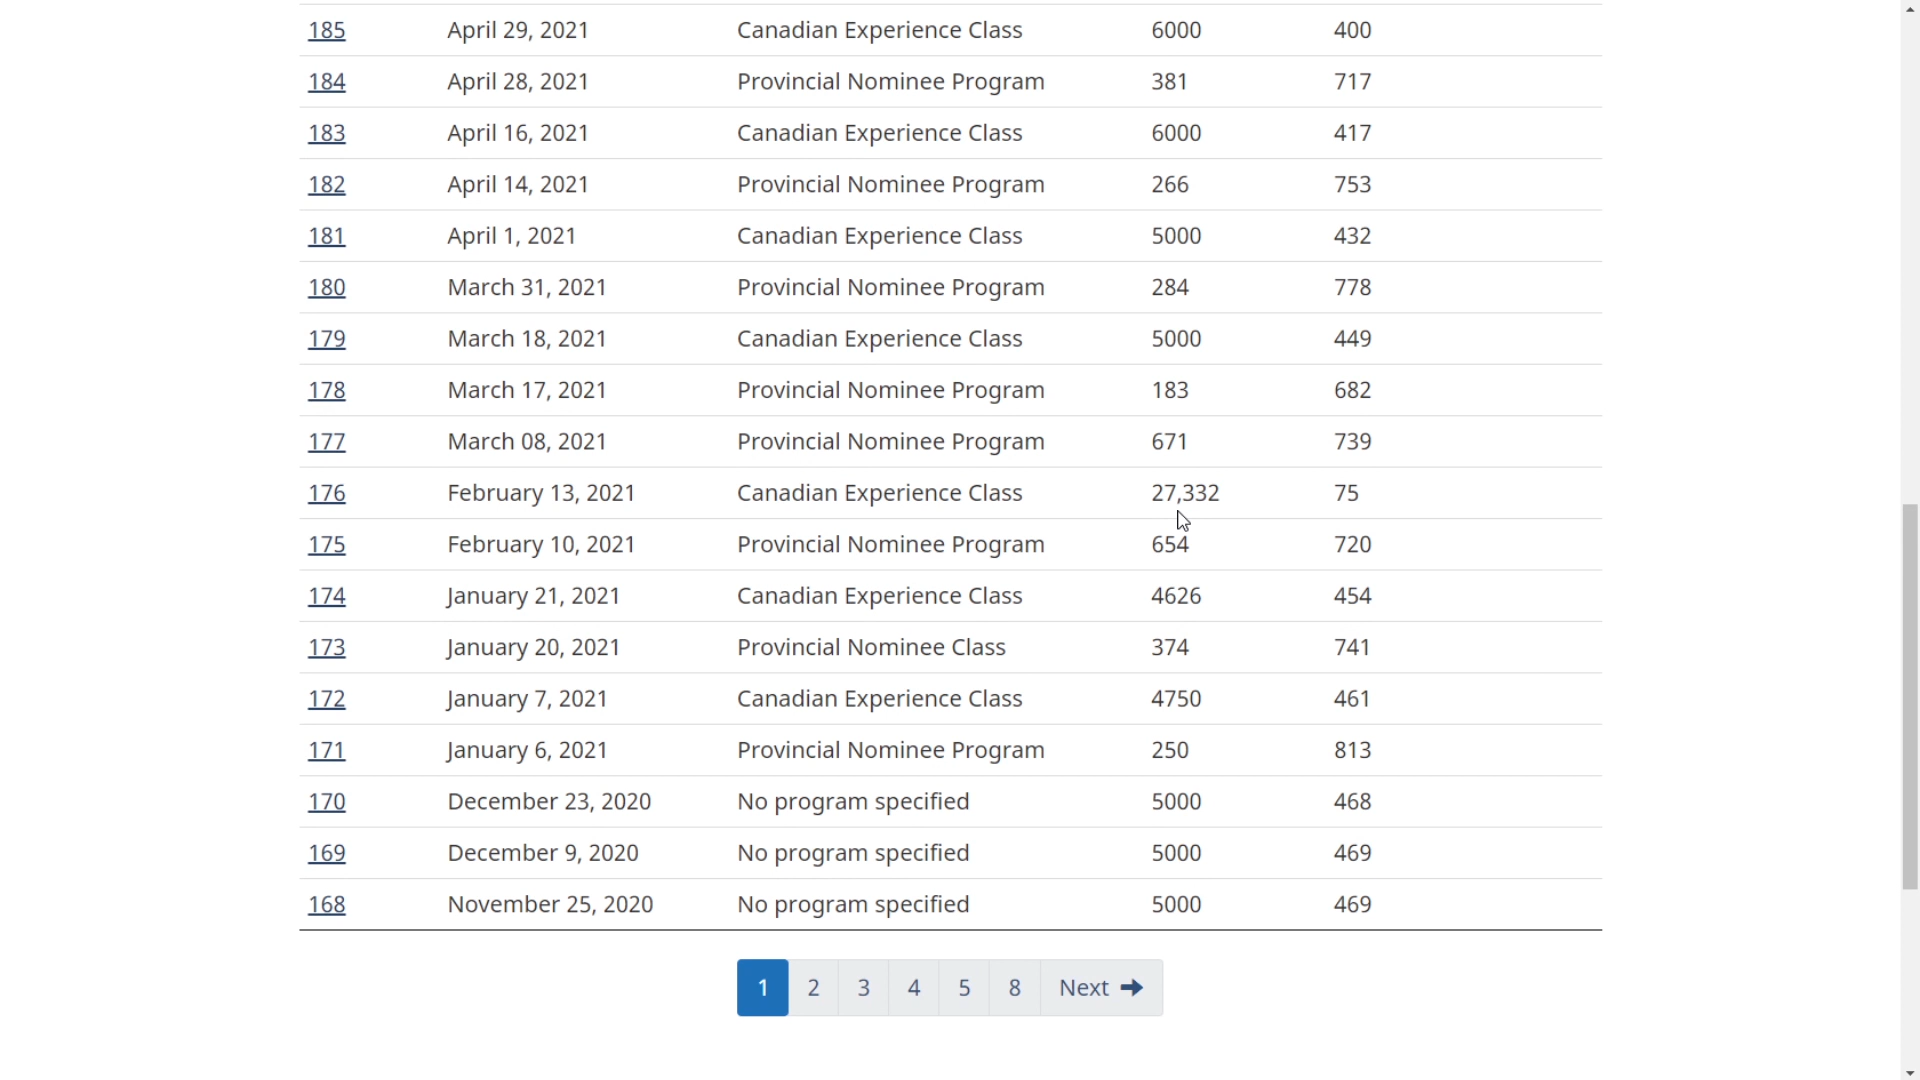 185 April 29, 2021 Canadian Experience Class 6000 400
184 April 28, 2021 Provincial Nominee Program 381 717
183 April 16, 2021 Canadian Experience Class 6000 417
182 April 14, 2021 Provincial Nominee Program 266 753
181 April 1, 2021 Canadian Experience Class 5000 432
180 March 31, 2021 Provincial Nominee Program 284 778
179 March 18, 2021 Canadian Experience Class 5000 449
178 March 17, 2021 Provincial Nominee Program 183 682
177 March 08, 2021 Provincial Nominee Program 671 739
176 February 13, 2021 Canadian Experience Class 27,332 75
175 February 10, 2021 Provincial Nominee Program 654 720
174 January 21, 2021 Canadian Experience Class 4626 454
173 January 20, 2021 Provincial Nominee Class 374 741
172 January 7, 2021 Canadian Experience Class 4750 461
171 January 6, 2021 Provincial Nominee Program 250 813
170 December 23, 2020 No program specified 5000 468
169 December 9, 2020 No program specified 5000 469
168 November 25, 2020 No program specified 5000 469
1 2 3 4 5 8 Next